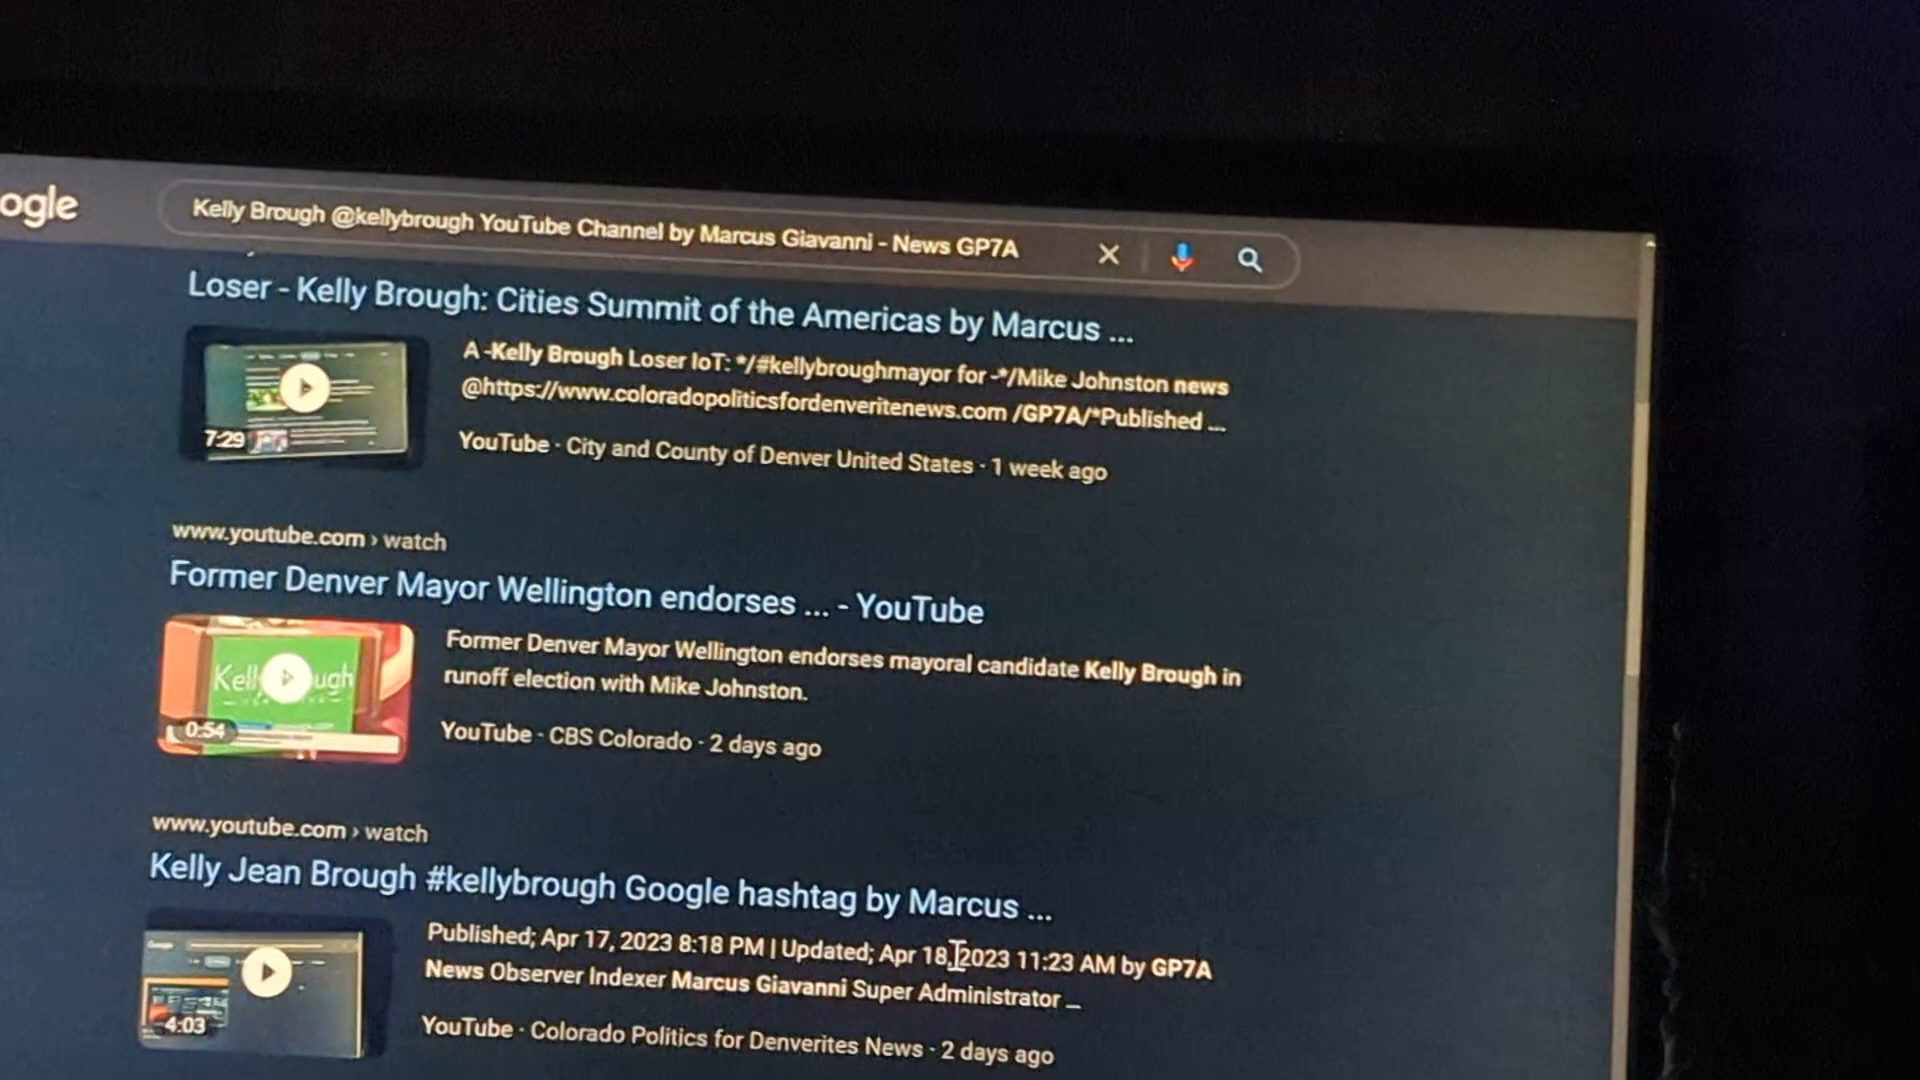 ogle
Kelly Brough @kellybrough YouTube Channel by Marcus Giavanni - News GP7A
Loser - Kelly Brough: Cities Summit of the Americas by Marcus ...
A -Kelly Brough Loser IoT: */#kellybroughmayor for -*/Mike Johnston news
@https://www.coloradopoliticsfordenveritenews.com /GP7A/*Published ...
7:29
YouTube · City and County of Denver United States · 1 week ago
www.youtube.com › watch
Former Denver Mayor Wellington endorses ... - YouTube
Former Denver Mayor Wellington endorses mayoral candidate Kelly Brough in
runoff election with Mike Johnston.
Kell ugh
0:54
YouTube · CBS Colorado · 2 days ago
www.youtube.com › watch
Kelly Jean Brough #kellybrough Google hashtag by Marcus ...
Published; Apr 17, 2023 8:18 PM | Updated; Apr 18, 2023 11:23 AM by GP7A
News Observer Indexer Marcus Giavanni Super Administrator ...
4:03
YouTube · Colorado Politics for Denverites News · 2 days ago